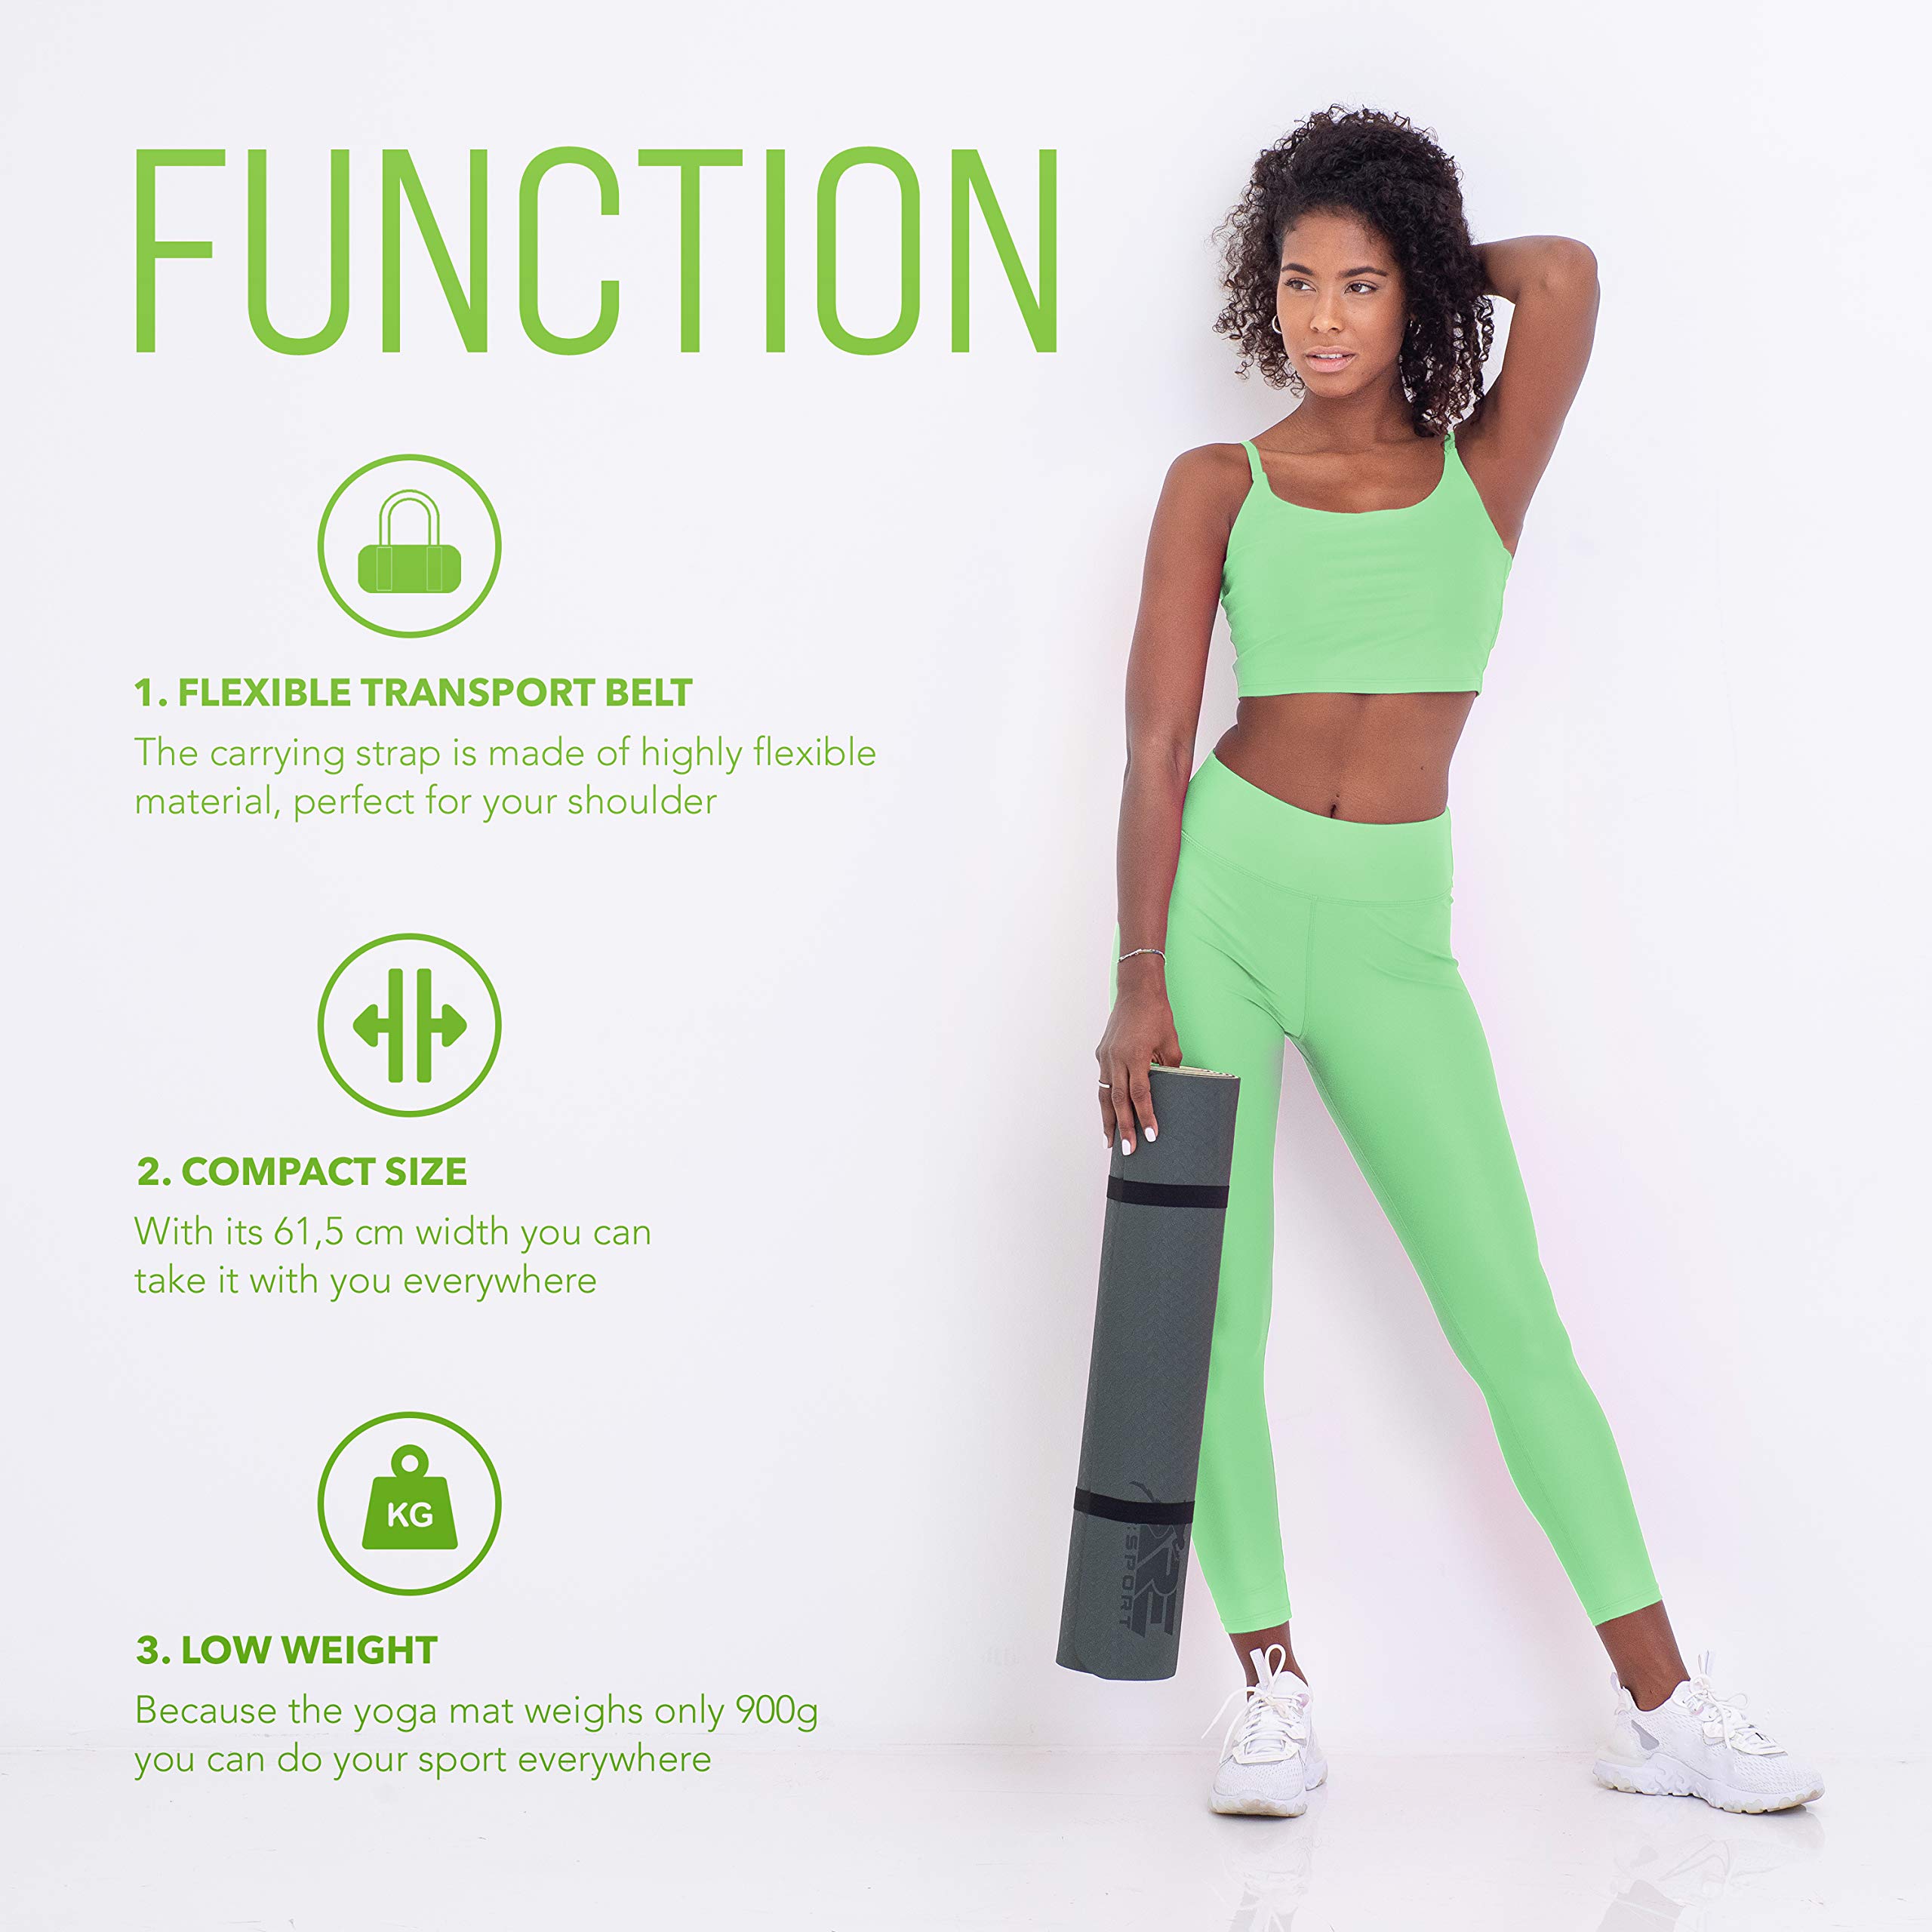 FUNCTION
1. FLEXIBLE TRANSPORT BELT
The carrying strap is made of highly flexible
material, perfect for your shoulder
2. COMPACT SIZE
With its 61,5 cm width you can
take it with you everywhere
KG
3. LOW WEIGHT
Because the yoga mat weighs only 900g
you can do your sport everywhere
SPORT